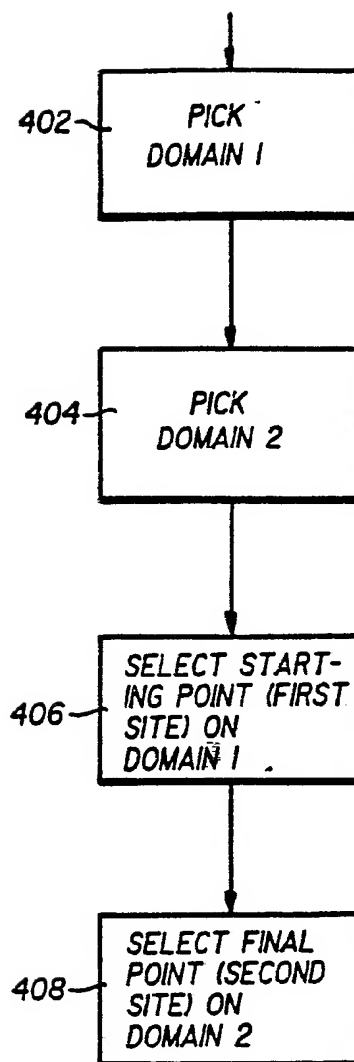 402
PICK
DOMAIN 1
404
PICK
DOMAIN 2
406
SELECT START-
ING POINT (FIRST
SITE) ON
DOMAIN 1
408
SELECT FINAL
POINT (SECOND
SITE) ON
DOMAIN 2